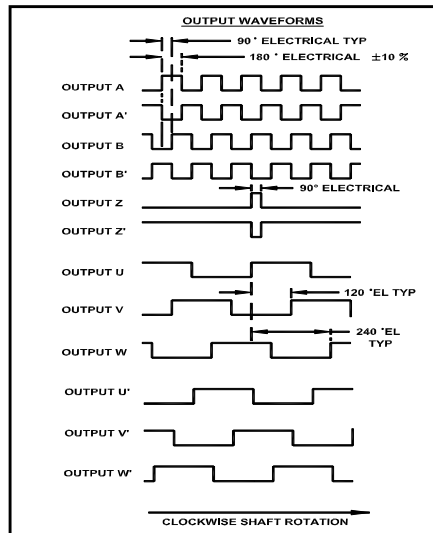 OUTPUT WAVEFORMS
90° ELECTRICAL TYP
180° ELECTRICAL ±10 %
OUTPUT A
OUTPUT A'
OUTPUT B
OUTPUT B'
90° ELECTRICAL
OUTPUT Z
OUTPUT Z'
OUTPUT U
120 °EL TYP
OUTPUT V
240 °EL
TYP
OUTPUT W
OUTPUT U'
OUTPUT V'
OUTPUT W'
CLOCKWISE SHAFT ROTATION